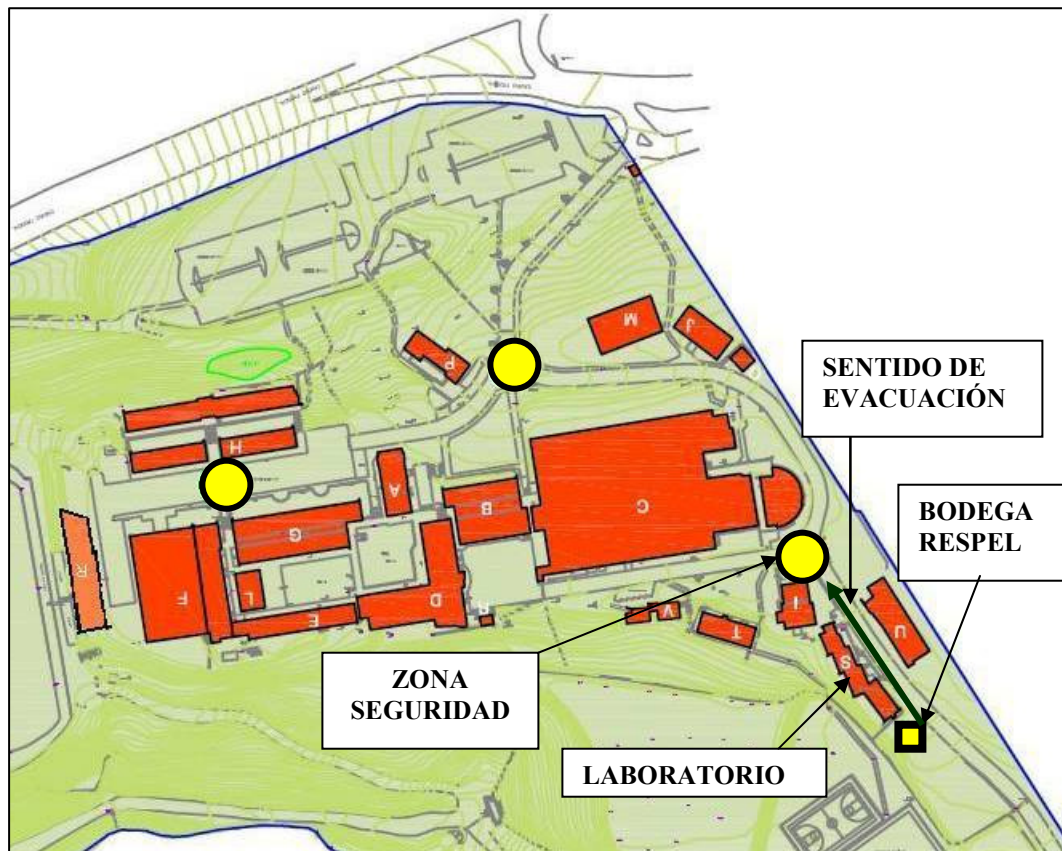 M
J
P
SENTIDO DE
EVACUACIÓN
H
A
B
C
BODEGA
RESPEL
G
R
F
L
D
E
V
I
T
U
S
ZONA
SEGURIDAD
LABORATORIO